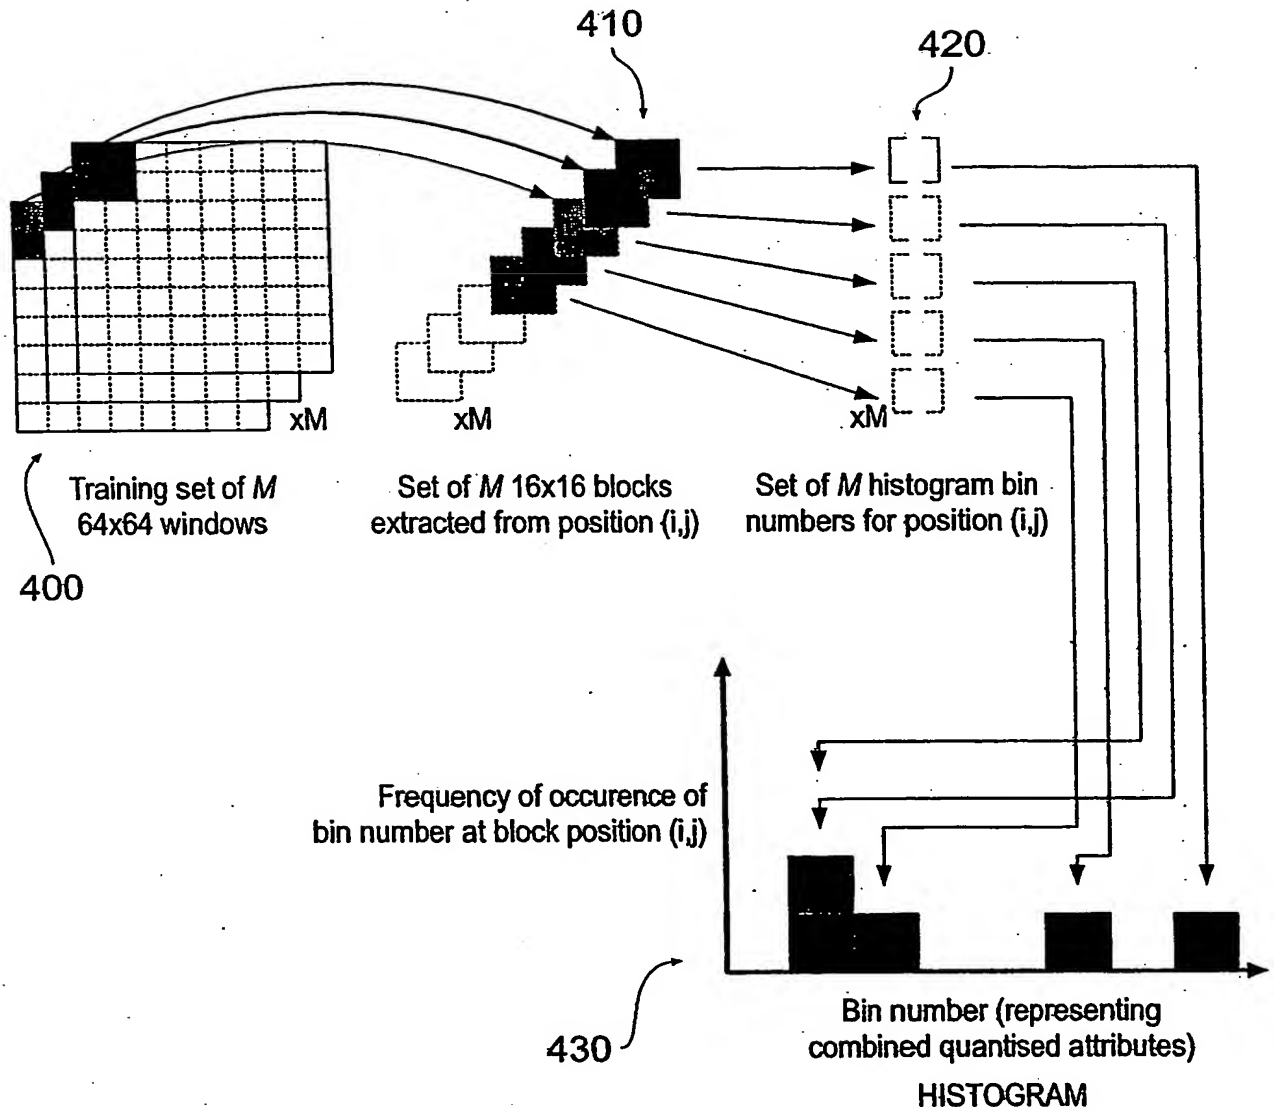 410
420
xM
xM
xM
Training set of M
64x64 windows
Set of M 16x16 blocks
extracted from position (i,j)
Set of M histogram bin
numbers for position (i,j)
400
Frequency of occurence of
bin number at block position (i,j)
430
Bin number (representing
combined quantised attributes)
HISTOGRAM